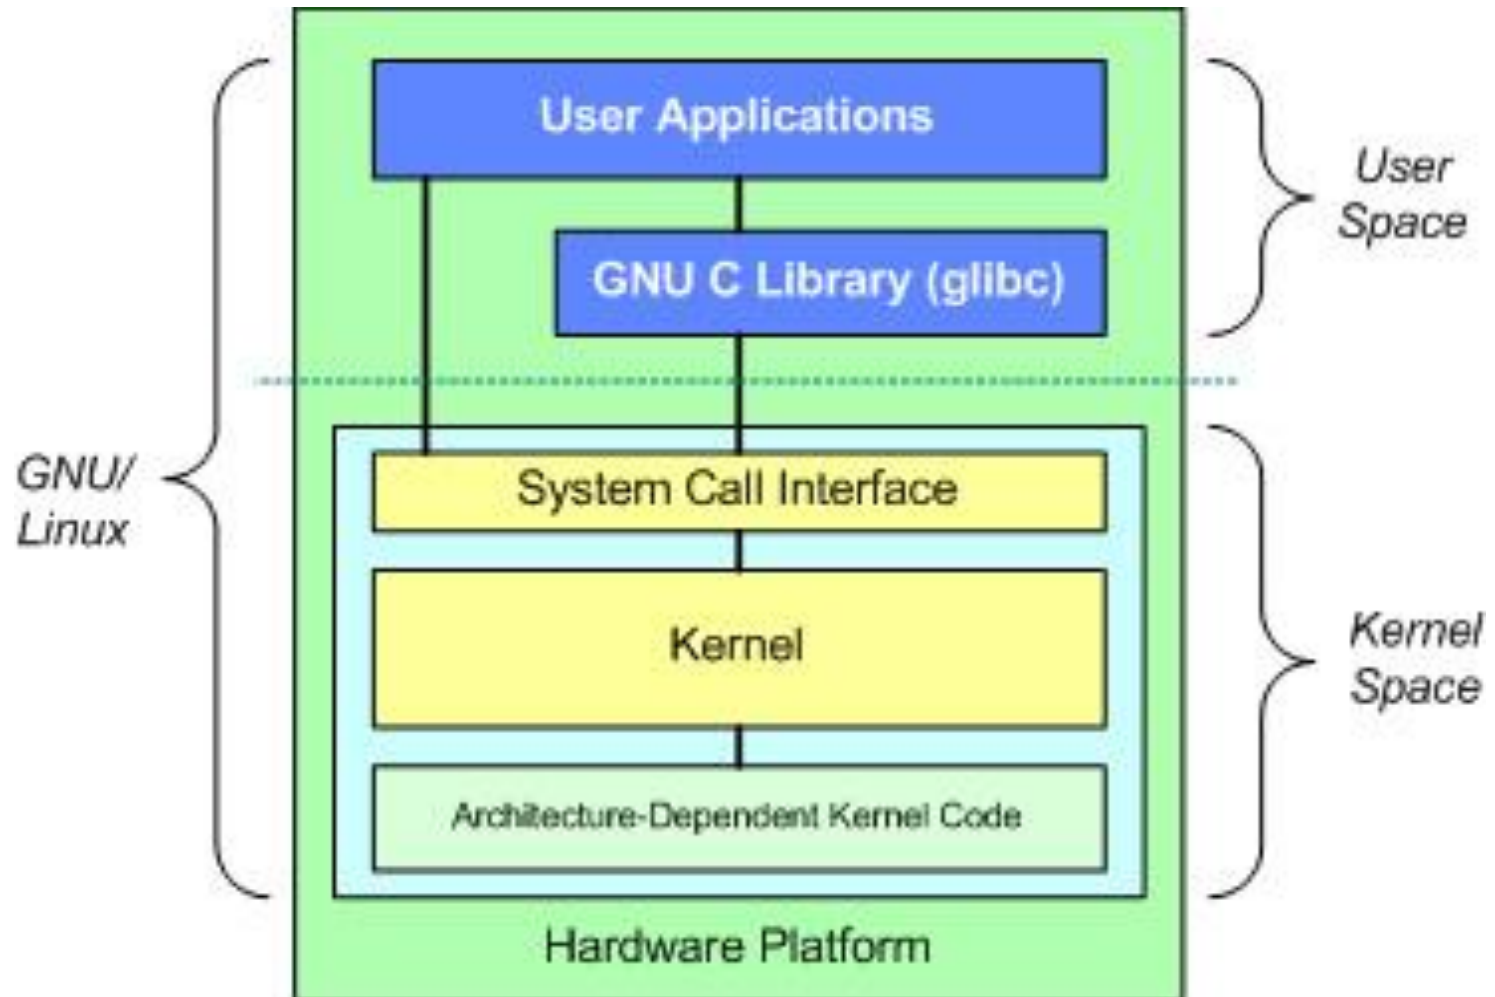 User Applications
User
Space
GNU C Library (glibc)
GNU/
Linux
System Call Interface
Kernel
Kernel
Space
Architecture-Dependent Kernel Code
Hardware Platform